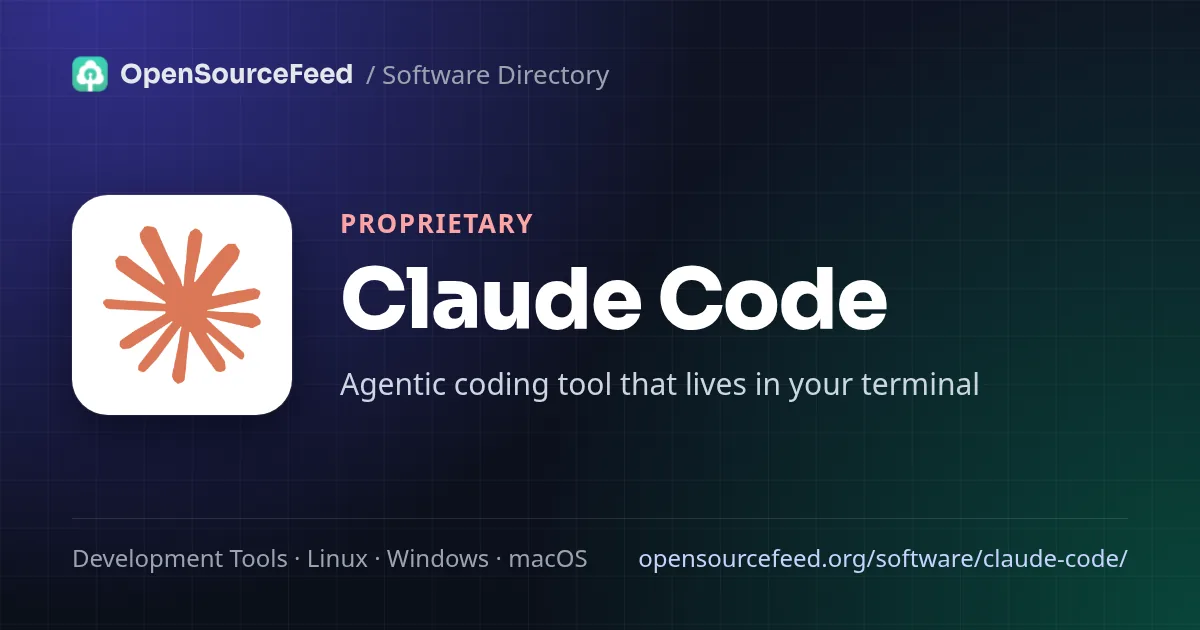 OpenSourceFeed / Software Directory
PROPRIETARY
Claude Code
Agentic coding tool that lives in your terminal
Development Tools · Linux · Windows · macOS
opensourcefeed.org/software/claude-code/